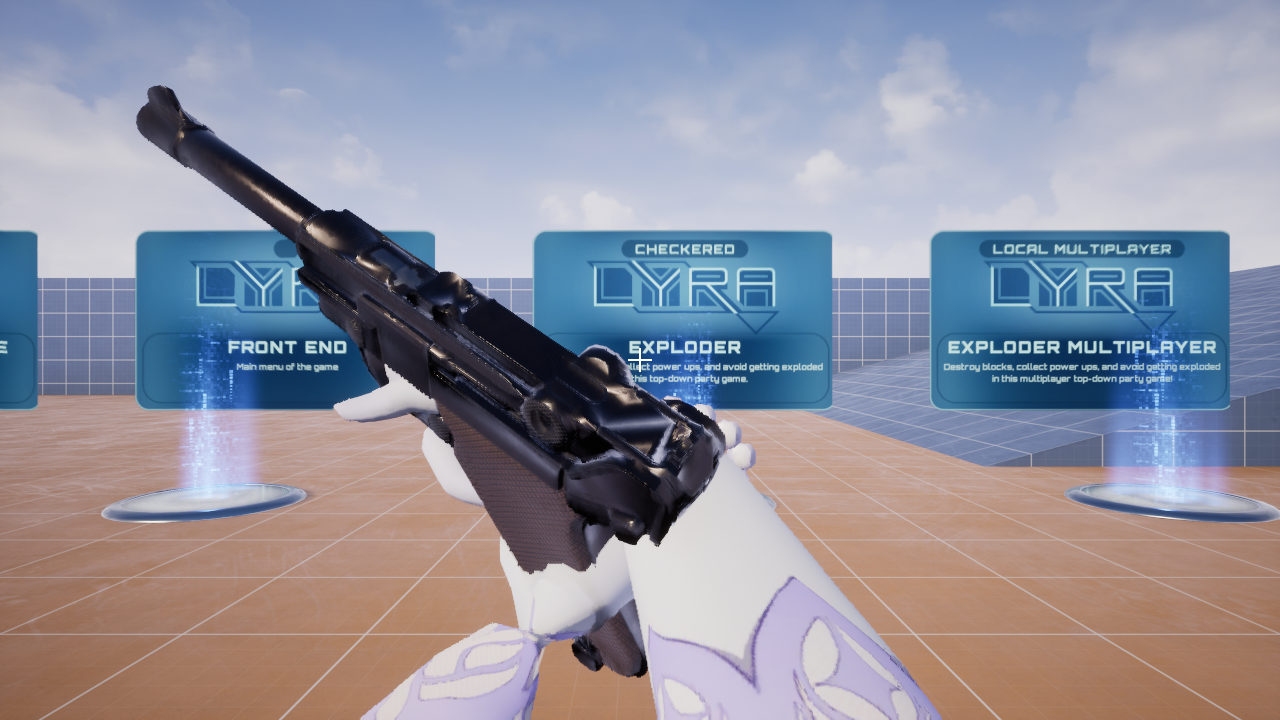 E
LYR
FRONT END
Main menu of the game
CHECKERED
LYRA
EXPLODER
collect power ups, and avoid getting exploded
this top-down party game.
LOCAL MULTIPLAYER
LYRA
EXPLODER MULTIPLAYER
Destroy blocks, collect power ups, and avoid getting exploded
in this multiplayer top-down party game!